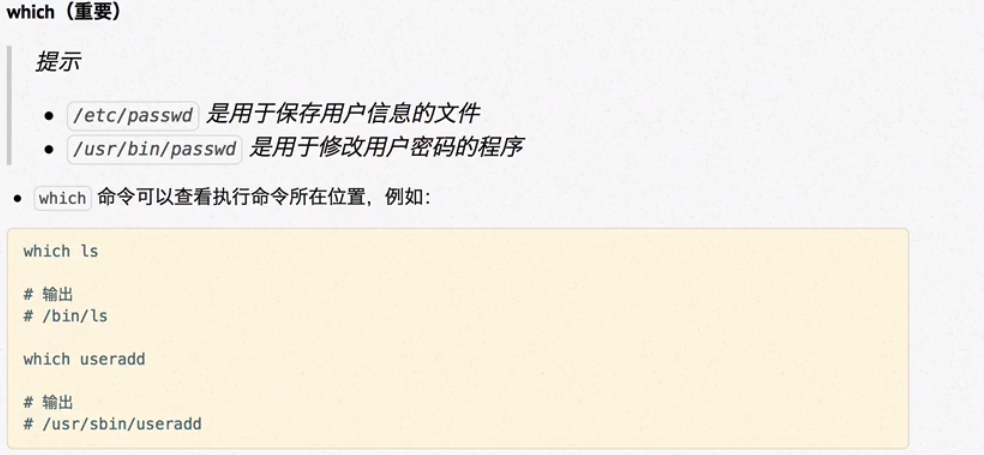 which（重要）
提示
• /etc/passwd 是用于保存用户信息的文件
• /usr/bin/passwd 是用于修改用户密码的程序
• which 命令可以查看执行命令所在位置，例如：
which ls
# 输出
# /bin/ls
which useradd
# 输出
# /usr/sbin/useradd